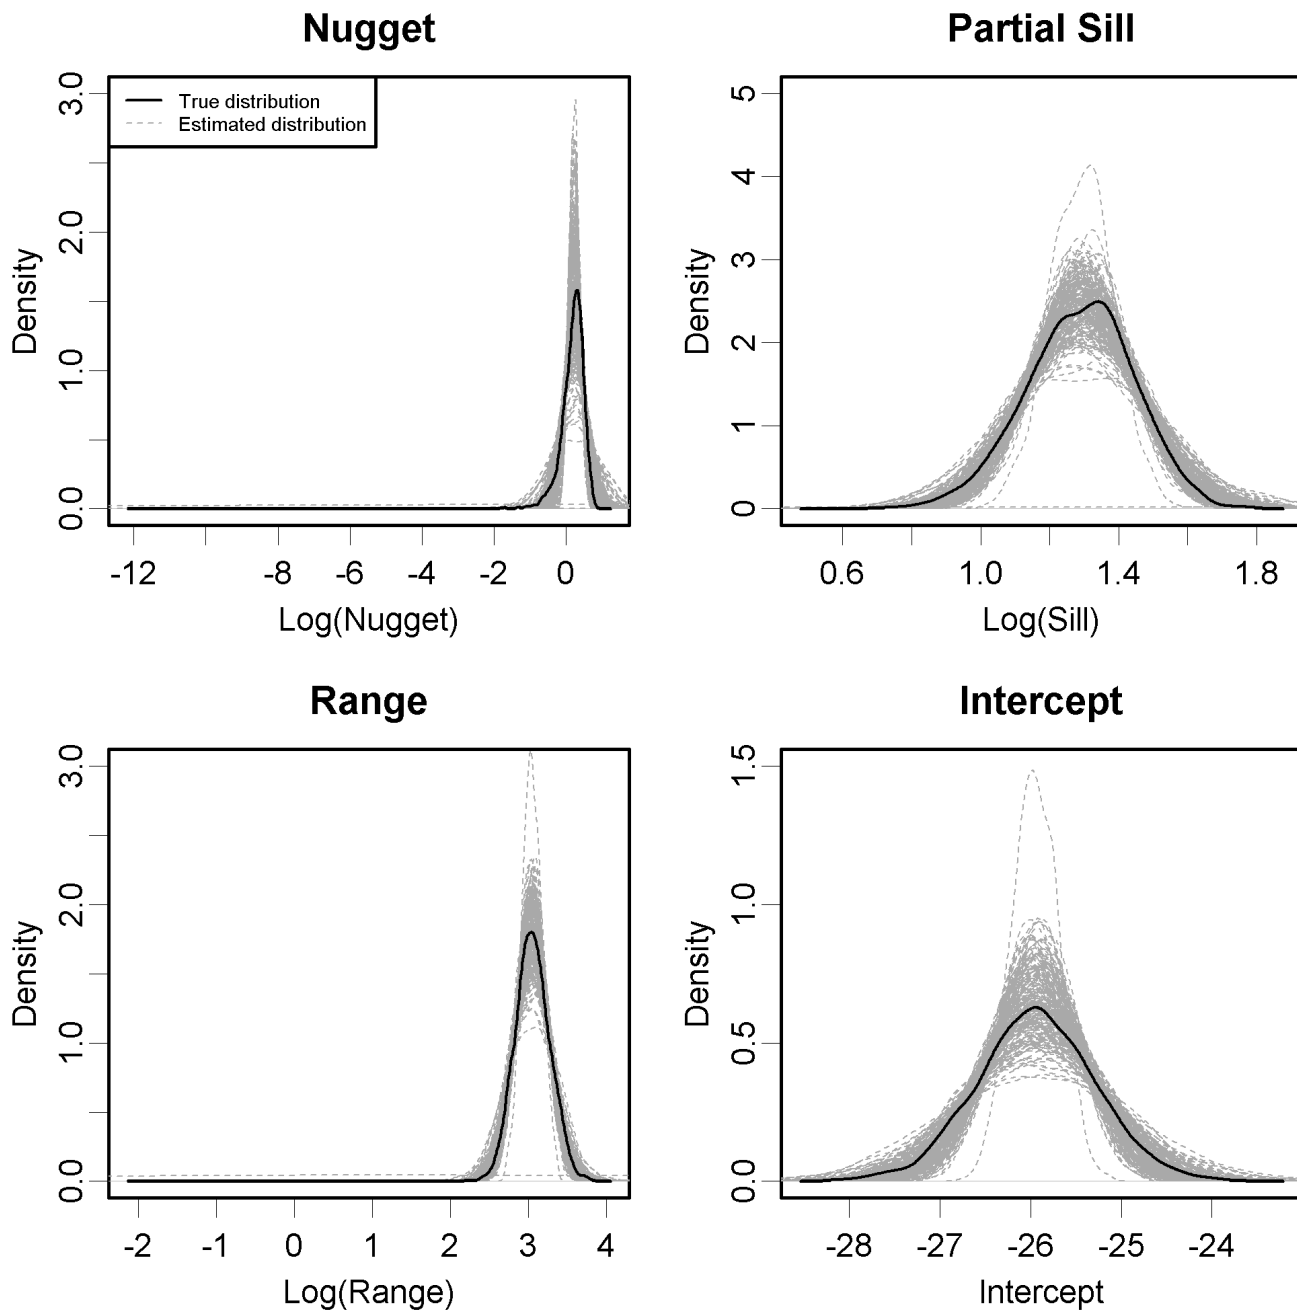 Nugget
3.0
2.0
1.0
0.0
Density
True distribution
Estimated distribution
-12 -8 -6 -4 -2 0
Log(Nugget)
Partial Sill
5
4
3
2
1
0
Density
0.6 1.0 1.4 1.8
Log(Sill)
Range
3.0
2.0
1.0
0.0
Density
-2 -1 0 1 2 3 4
Log(Range)
Intercept
1.5
1.0
0.5
0.0
Density
-28 -27 -26 -25 -24
Intercept